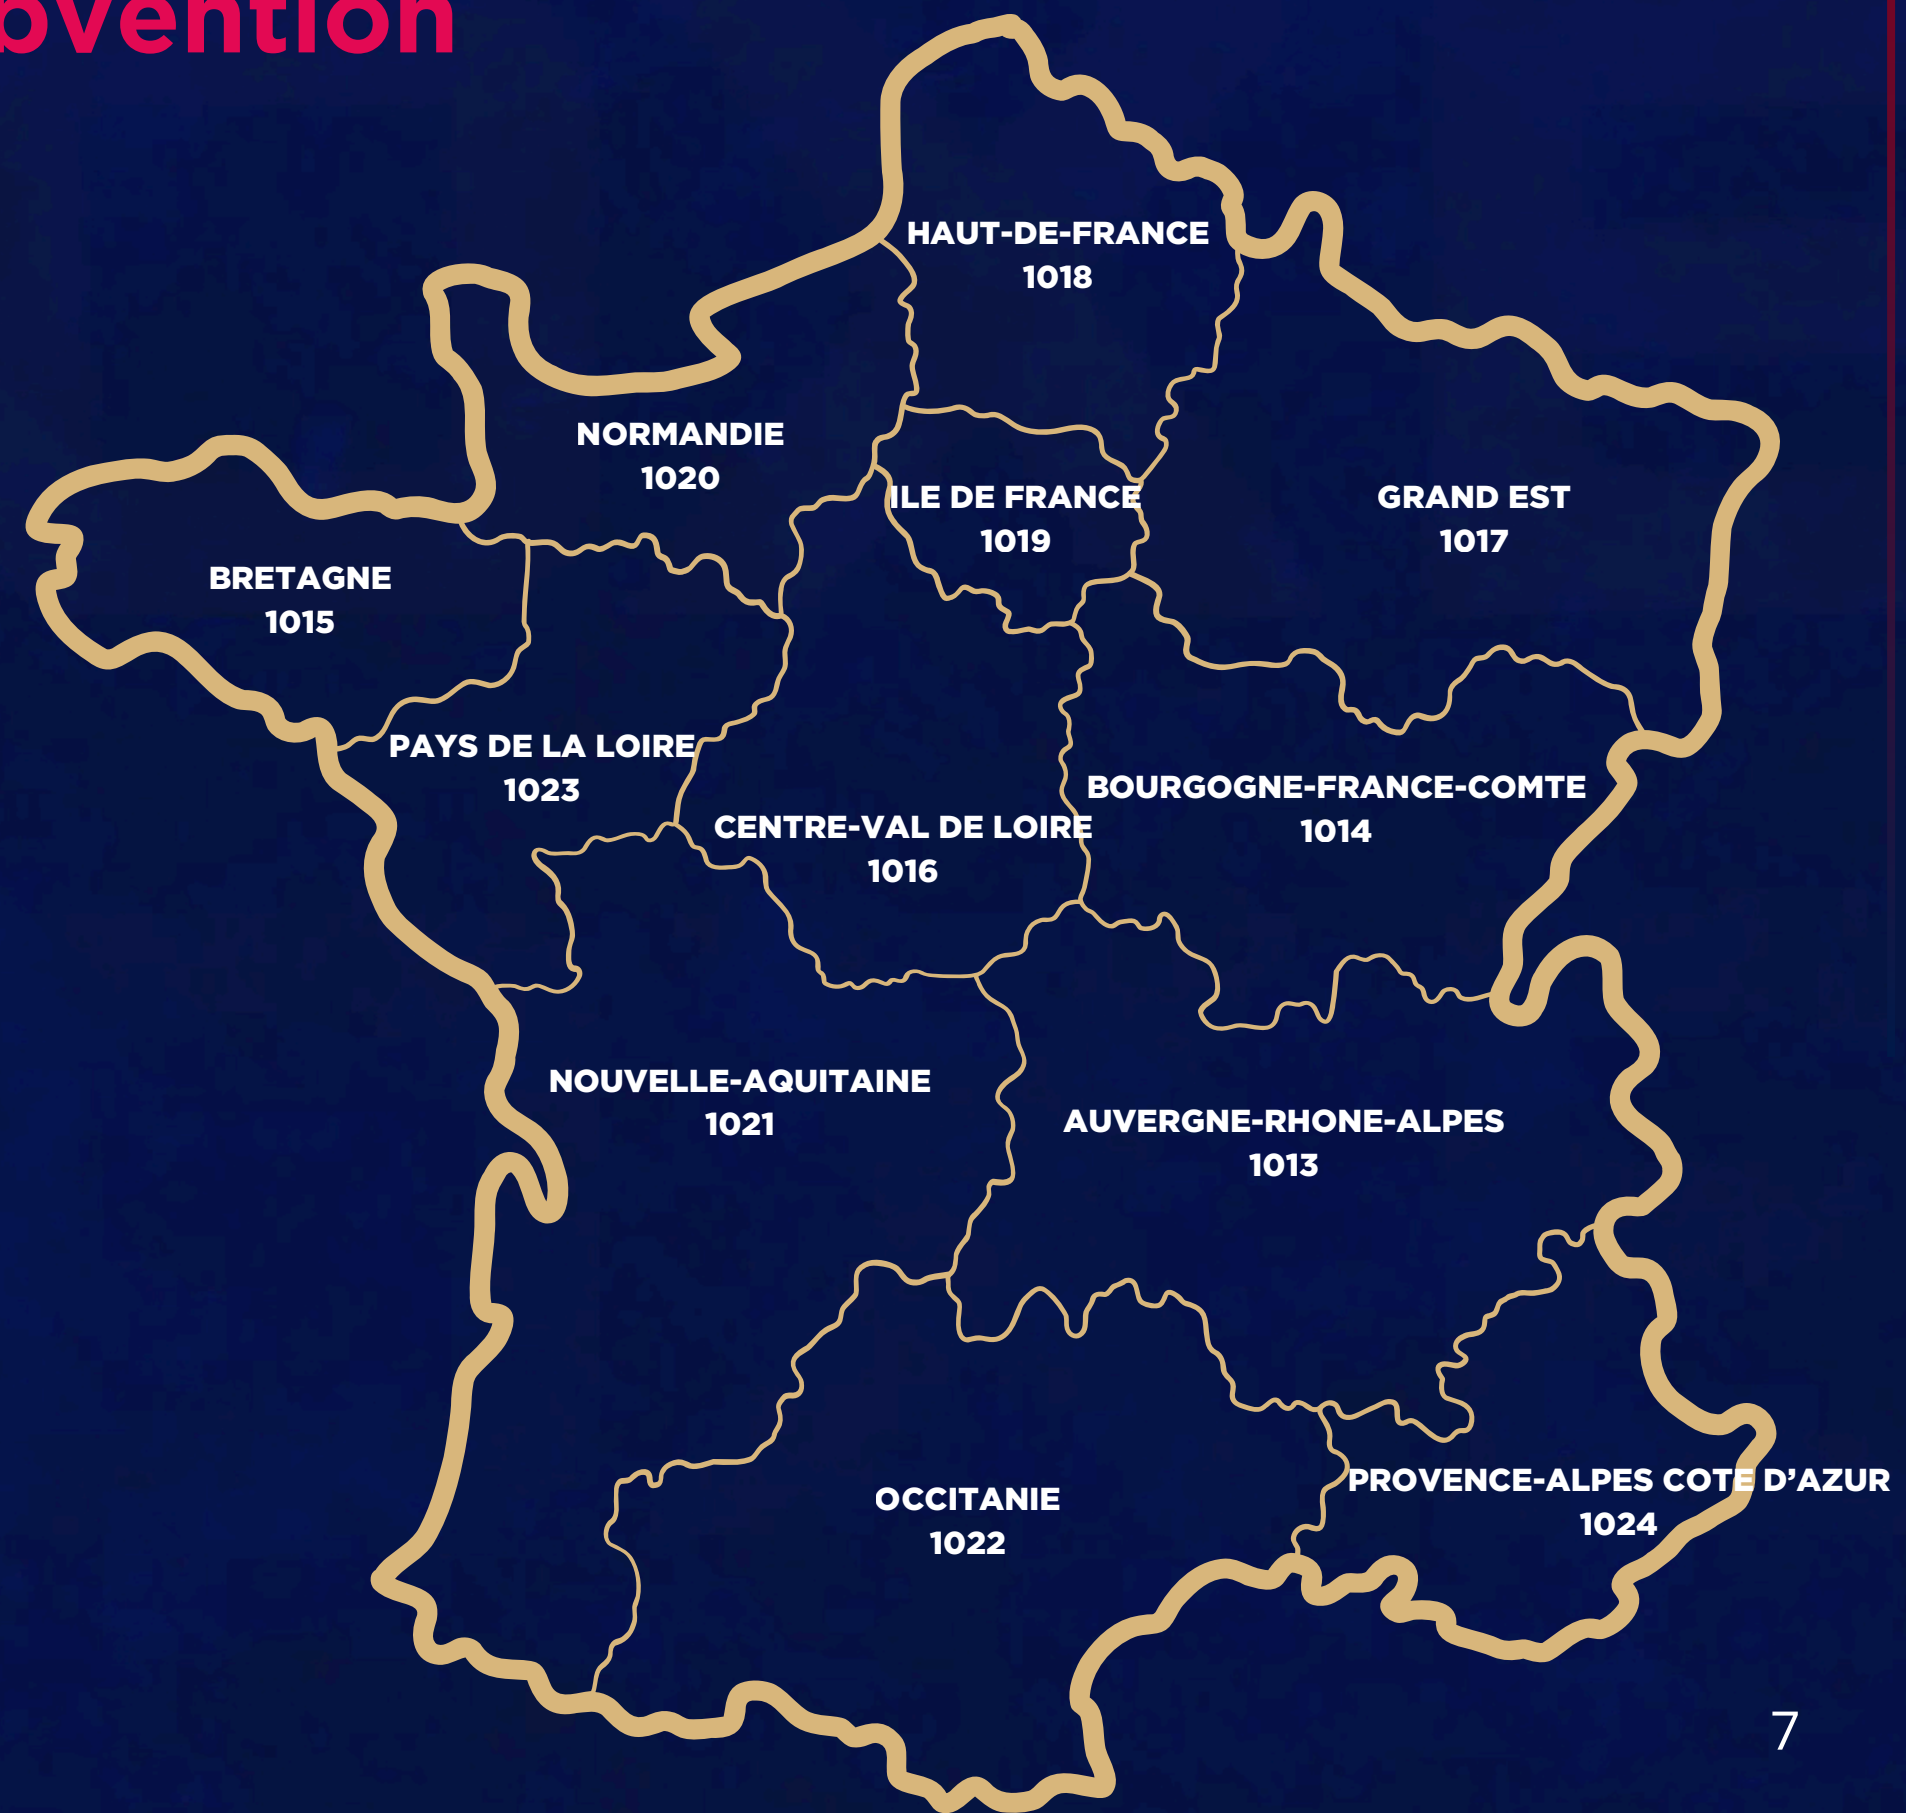 HAUT-DE-FRANCE
1018
NORMANDIE
1020
ILE DE FRANCE
1019
GRAND EST
1017
BRETAGNE
1015
PAYS DE LA LOIRE
1023
BOURGOGNE-FRANCE-COMTE
1014
CENTRE-VAL DE LOIRE
1016
NOUVELLE-AQUITAINE
1021
AUVERGNE-RHONE-ALPES
1013
PROVENCE-ALPES COTE D’AZUR
1024
OCCITANIE
1022
7